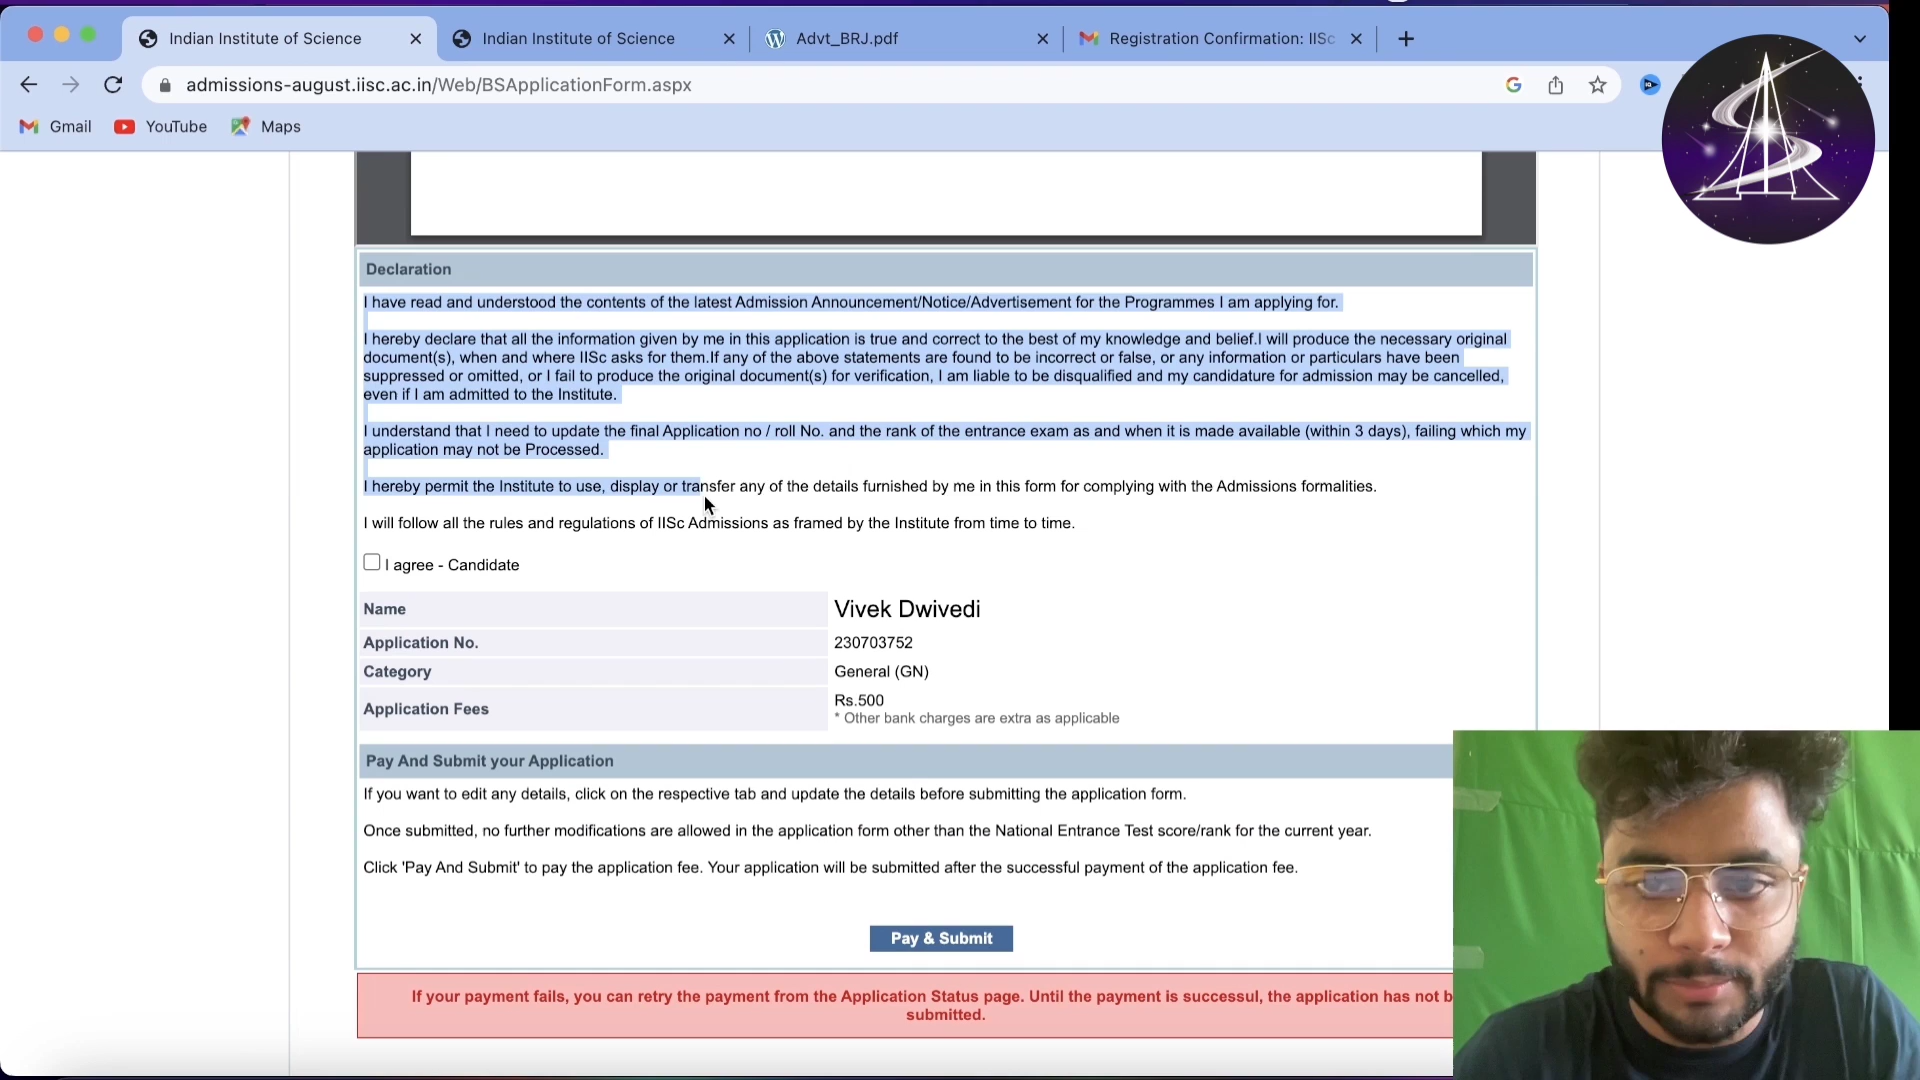 Indian Institute of Science
Indian Institute of Science
Advt_BRJ.pdf
Registration Confirmation: IISc
admissions-august.iisc.ac.in/Web/BSApplicationForm.aspx
Gmail
YouTube
Maps
Declaration
I have read and understood the contents of the latest Admission Announcement/Notice/Advertisement for the Programmes I am applying for.
I hereby declare that all the information given by me in this application is true and correct to the best of my knowledge and belief.I will produce the necessary original
document(s), when and where IISc asks for them.If any of the above statements are found to be incorrect or false, or any information or particulars have been
suppressed or omitted, or I fail to produce the original document(s) for verification, I am liable to be disqualified and my candidature for admission may be cancelled,
even if I am admitted to the Institute.
I understand that I need to update the final Application no / roll No. and the rank of the entrance exam as and when it is made available (within 3 days), failing which my
application may not be Processed.
I hereby permit the Institute to use, display or transfer any of the details furnished by me in this form for complying with the Admissions formalities.
I will follow all the rules and regulations of IISc Admissions as framed by the Institute from time to time.
I agree - Candidate
Name Vivek Dwivedi
Application No. 230703752
Category General (GN)
Application Fees Rs.500
* Other bank charges are extra as applicable
Pay And Submit your Application
If you want to edit any details, click on the respective tab and update the details before submitting the application form.
Once submitted, no further modifications are allowed in the application form other than the National Entrance Test score/rank for the current year.
Click 'Pay And Submit' to pay the application fee. Your application will be submitted after the successful payment of the application fee.
Pay & Submit
If your payment fails, you can retry the payment from the Application Status page. Until the payment is successul, the application has not b
submitted.